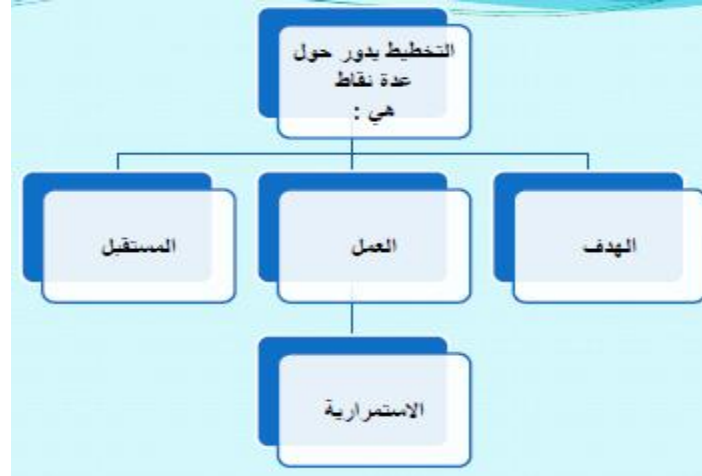 التخطيط يدور حول
عدة نقاط
هي :
الهدف
العمل
المستقبل
الاستمرارية